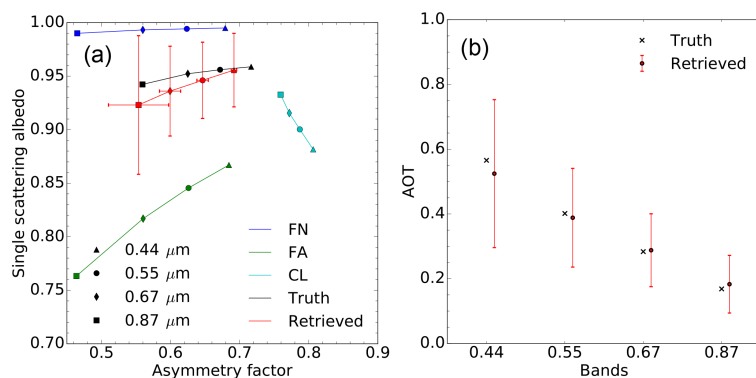 (a)
Single scattering albedo
1.00
0.95
0.90
0.85
0.80
0.75
0.70
0.44 μm
0.55 μm
0.67 μm
0.87 μm
FN
FA
CL
Truth
Retrieved
0.5 0.6 0.7 0.8 0.9
Asymmetry factor
(b)
AOT
1.0
0.8
0.6
0.4
0.2
0.0
Truth
Retrieved
0.44 0.55 0.67 0.87
Bands